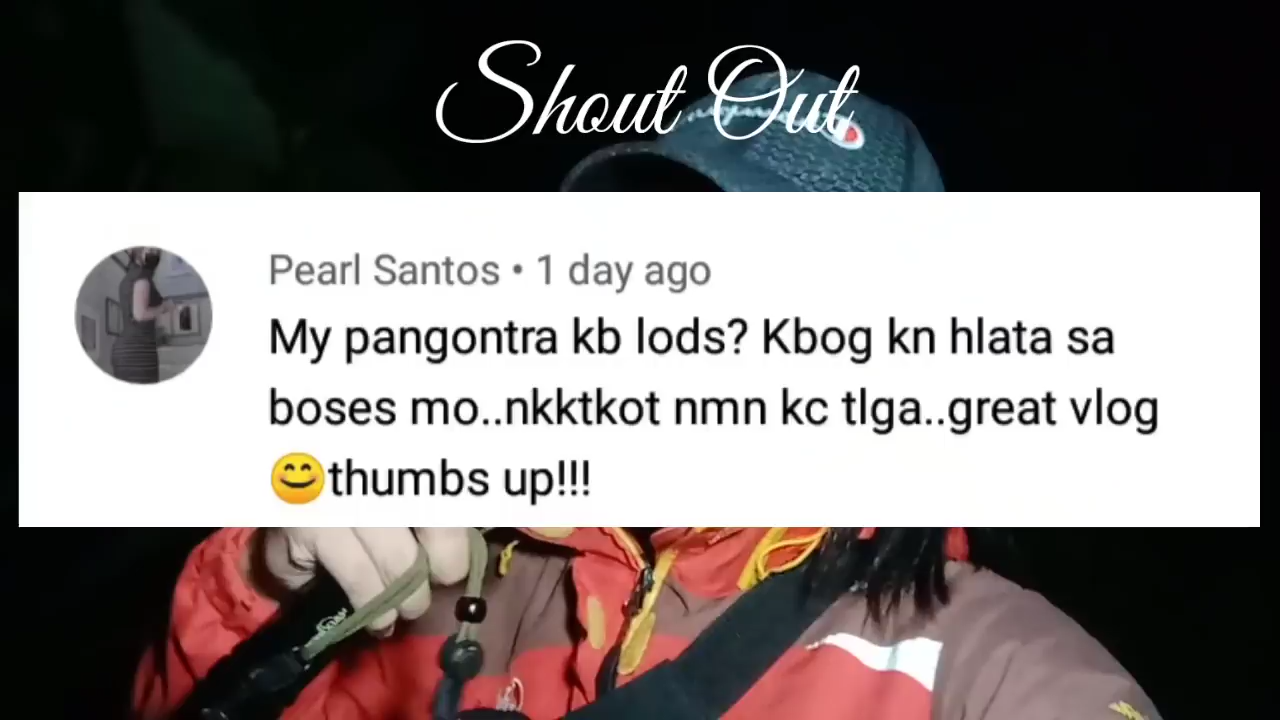 Shout Out
Pearl Santos • 1 day ago
My pangontra kb lods? Kbog kn hlata sa
boses mo..nkktkot nmn kc tlga..great vlog
😊thumbs up!!!